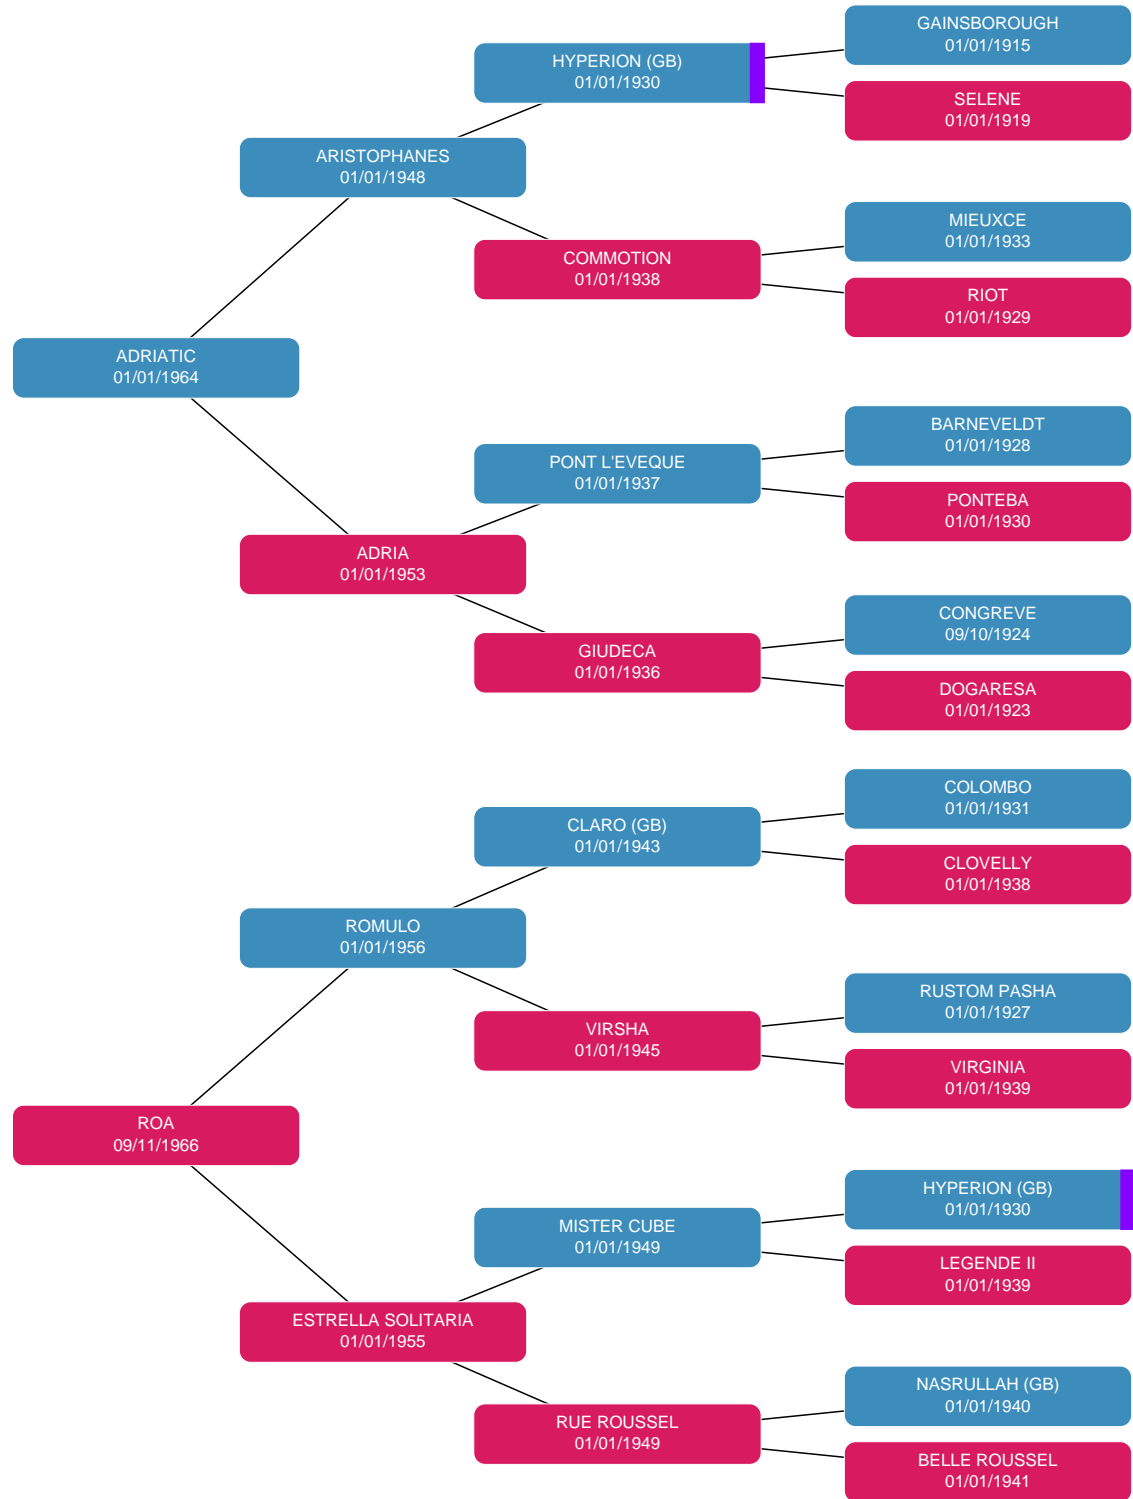 GAINSBOROUGH
01/01/1915
HYPERION (GB)
01/01/1930
SELENE
01/01/1919
ARISTOPHANES
01/01/1948
MIEUXCE
01/01/1933
COMMOTION
01/01/1938
RIOT
01/01/1929
ADRIATIC
01/01/1964
BARNEVELDT
01/01/1928
PONT L'EVEQUE
01/01/1937
PONTEBA
01/01/1930
ADRIA
01/01/1953
CONGREVE
09/10/1924
GIUDECA
01/01/1936
DOGARESA
01/01/1923
COLOMBO
01/01/1931
CLARO (GB)
01/01/1943
CLOVELLY
01/01/1938
ROMULO
01/01/1956
RUSTOM PASHA
01/01/1927
VIRSHA
01/01/1945
VIRGINIA
01/01/1939
ROA
09/11/1966
HYPERION (GB)
01/01/1930
MISTER CUBE
01/01/1949
LEGENDE II
01/01/1939
ESTRELLA SOLITARIA
01/01/1955
NASRULLAH (GB)
01/01/1940
RUE ROUSSEL
01/01/1949
BELLE ROUSSEL
01/01/1941